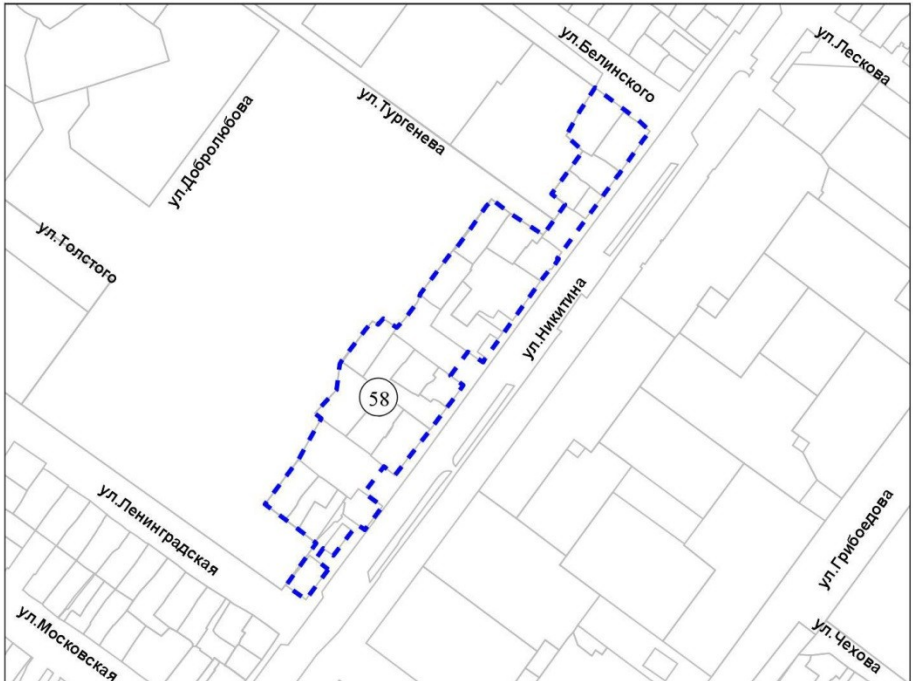 ул.Белинского
ул.Лескова
ул.Тургенева
ул.Добролюбова
ул.Толстого
ул.Никитина
58
ул.Ленинградская
ул.Грибоедова
ул.Московская
ул.Чехова